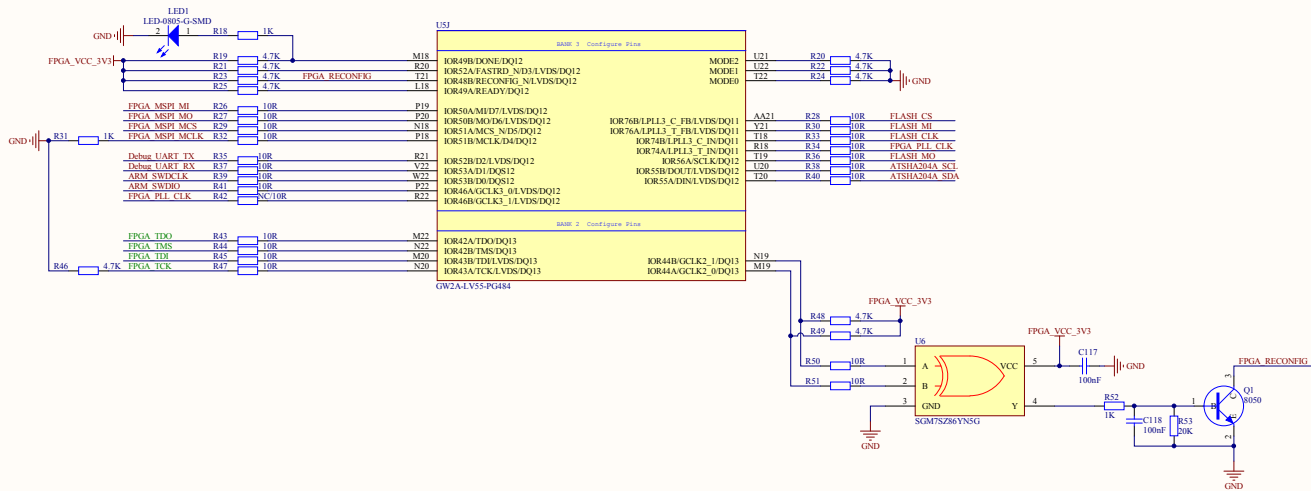 LED1
LED-0805-G-SMD
GND 2 1 R18 1K
FPGA_VCC_3V3
R19 4.7K M18
R21 4.7K R20
R23 4.7K FPGA_RECONFIG T21
R25 4.7K L18
FPGA_MSPI_MI R26 10R P19
FPGA_MSPI_MO R27 10R P20
FPGA_MSPI_MCS R29 10R N18
GND R31 1K FPGA_MSPI_MCLK R32 10R P18
Debug_UART_TX R35 10R R21
Debug_UART_RX R37 10R V22
ARM_SWDCLK R39 10R W22
ARM_SWDIO R41 10R P22
FPGA_PLL_CLK R42 NC/10R R22
FPGA_TDO R43 10R M22
FPGA_TMS R44 10R N22
FPGA_TDI R45 10R M20
R46 4.7K FPGA_TCK R47 10R N20
U5J
BANK 3 Configure Pins
IOR49B/DONE/DQ12 MODE2
IOR52A/FASTRD_N/D3/LVDS/DQ12 MODE1
IOR48B/RECONFIG_N/LVDS/DQ12 MODE0
IOR49A/READY/DQ12
IOR50A/MI/D7/LVDS/DQ12
IOR50B/MO/D6/LVDS/DQ12 IOR76B/LPLL3_C_FB/LVDS/DQ11
IOR51A/MCS_N/D5/DQ12 IOR76A/LPLL3_T_FB/LVDS/DQ11
IOR51B/MCLK/D4/DQ12 IOR74B/LPLL3_C_IN/DQ11
IOR74A/LPLL3_T_IN/DQ11
IOR52B/D2/LVDS/DQ12 IOR56A/SCLK/DQ12
IOR53A/D1/DQS12 IOR55B/DOUT/LVDS/DQ12
IOR53B/D0/DQS12 IOR55A/DIN/LVDS/DQ12
IOR46A/GCLK3_0/LVDS/DQ12
IOR46B/GCLK3_1/LVDS/DQ12
BANK 2 Configure Pins
IOR42A/TDO/DQ13
IOR42B/TMS/DQ13
IOR43B/TDI/LVDS/DQ13 IOR44B/GCLK2_1/DQ13
IOR43A/TCK/LVDS/DQ13 IOR44A/GCLK2_0/DQ13
GW2A-LV55-PG484
U21 R20 4.7K
U22 R22 4.7K
T22 R24 4.7K GND
AA21 R28 10R FLASH_CS
Y21 R30 10R FLASH_MI
T18 R33 10R FLASH_CLK
R18 R34 10R FPGA_PLL_CLK
T19 R36 10R FLASH_MO
U20 R38 10R ATSHA204A_SCL
T20 R40 10R ATSHA204A_SDA
N19
M19
FPGA_VCC_3V3
R48 4.7K
R49 4.7K
R50 10R 1
R51 10R 2
3
GND
U6
A VCC
B
GND Y
SGM7SZ86YN5G
FPGA_VCC_3V3
5 C117
100nF GND
4 R52
1K
C118
100nF
R53
20K
FPGA_RECONFIG
3
C
1 B
E
2
Q1
8050
GND